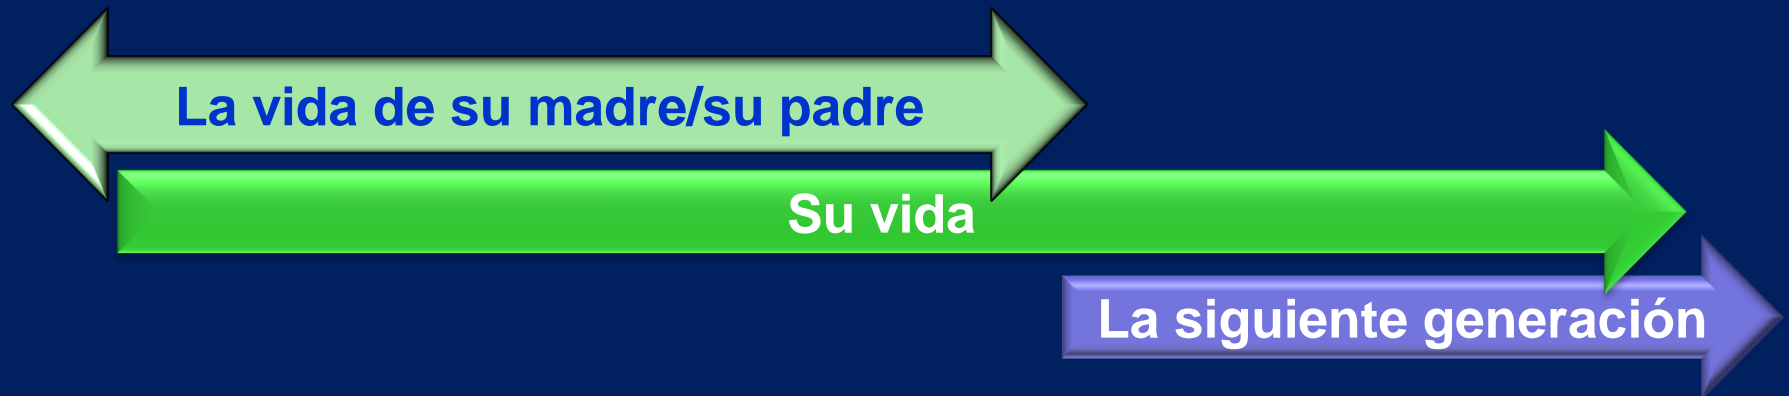 La vida de su madre/su padre
Su vida
La siguiente generación